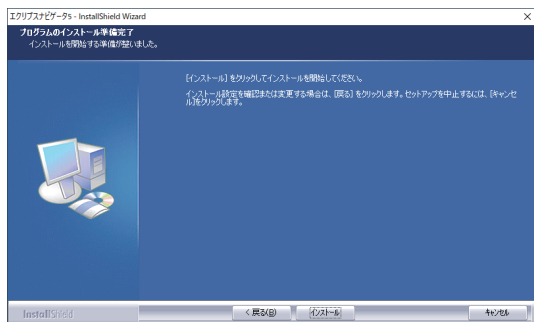 エクリプスナビゲータ5 - InstallShield Wizard
プログラムのインストール準備完了
インストールを開始する準備が整いました。
[インストール] をクリックしてインストールを開始してください。
インストール設定を確認または変更する場合は、[戻る] をクリックします。セットアップを中止するには、[キャンセ
ル]をクリックします。
InstallShield
< 戻る(B)
インストール
キャンセル